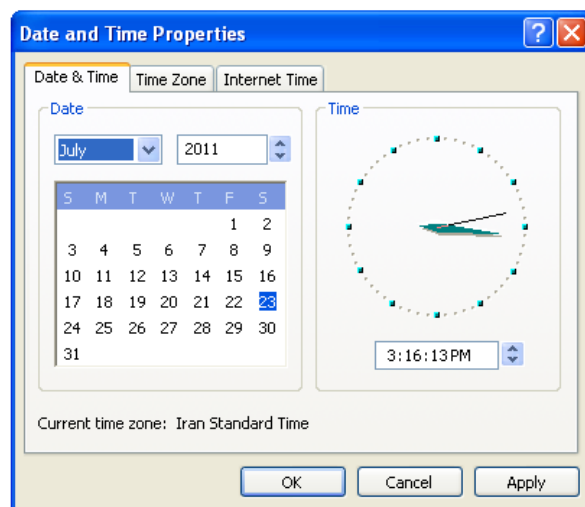 Date and Time Properties
Date & Time Time Zone Internet Time
Date
Time
July 2011
S M T W T F S
1 2
3 4 5 6 7 8 9
10 11 12 13 14 15 16
17 18 19 20 21 22 23
24 25 26 27 28 29 30
31
3:16:13 PM
Current time zone: Iran Standard Time
OK Cancel Apply